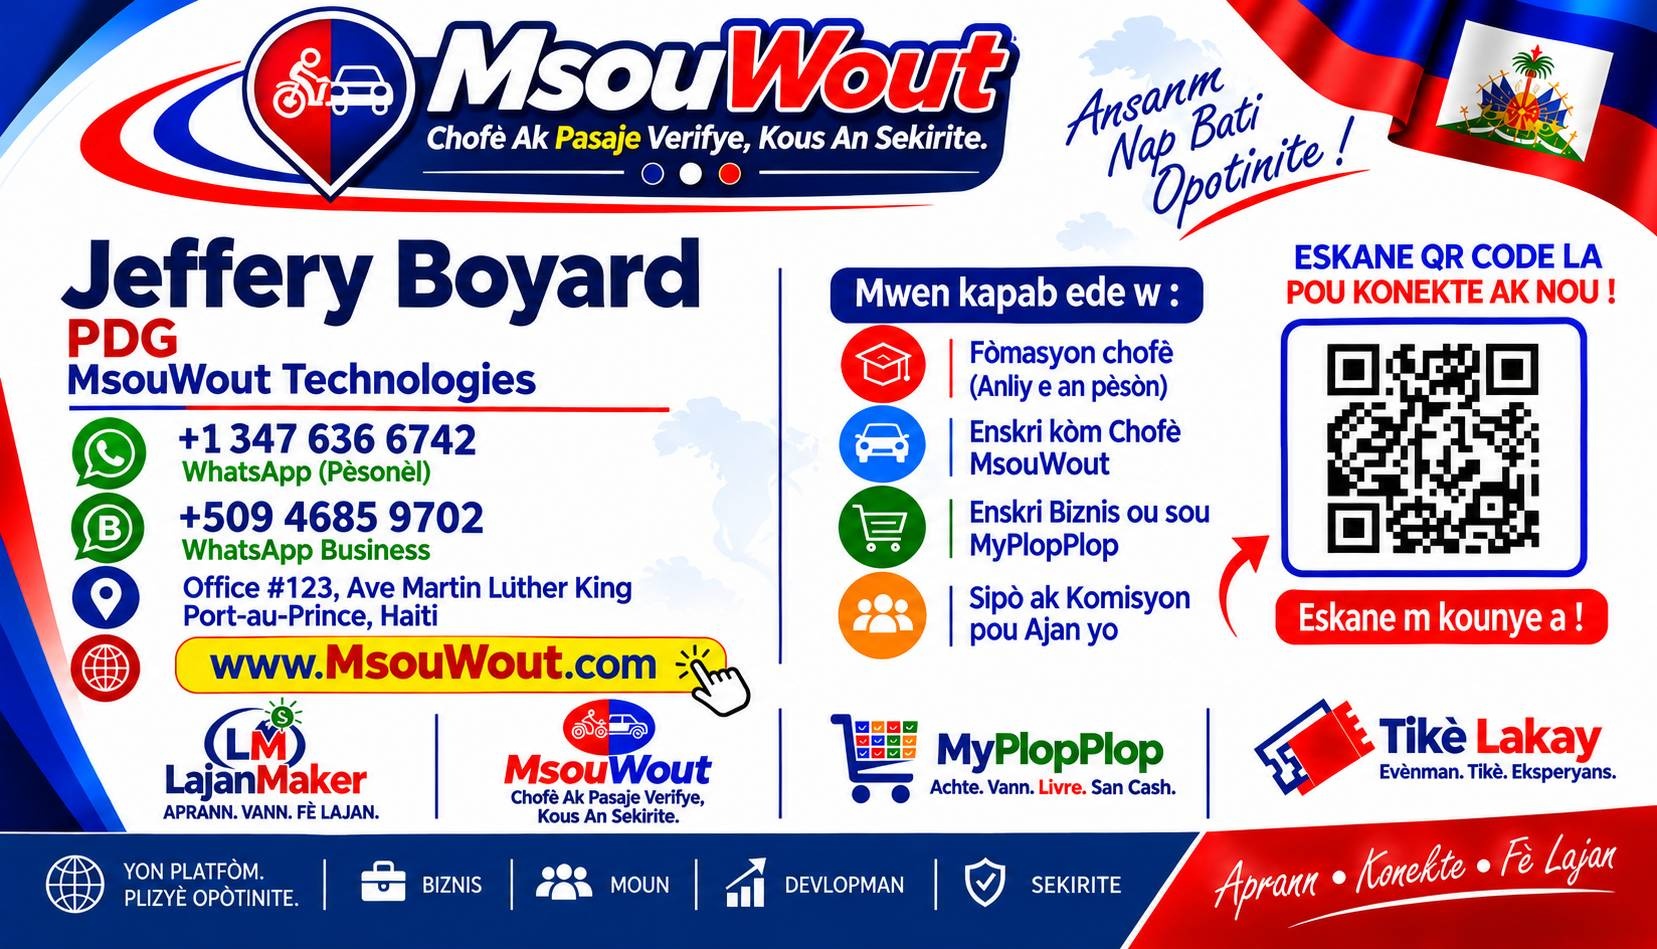 MsouWout
Chofè Ak Pasaje Verifye, Kous An Sekirite.
Ansanm
Nap Bati
Opotinite !
Jeffery Boyard
PDG
MsouWout Technologies
+1 347 636 6742
WhatsApp (Pèsonèl)
B
+509 4685 9702
WhatsApp Business
Office #123, Ave Martin Luther King
Port-au-Prince, Haiti
www.MsouWout.com
Mwen kapab ede w :
Fòmasyon chofè
(Anliy e an pèsòn)
Enskri kòm Chofè
MsouWout
Enskri Biznis ou sou
MyPlopPlop
Sipò ak Komisyon
pou Ajan yo
ESKANE QR CODE LA
POU KONEKTE AK NOU !
Eskane m kounye a !
$
LM
LajanMaker
APRANN. VANN. FÈ LAJAN.
MsouWout
Chofè Ak Pasaje Verifye,
Kous An Sekirite.
MyPlopPlop
Achte. Vann. Livre. San Cash.
Tikè Lakay
Evènman. Tikè. Eksperyans.
YON PLATFÒM.
PLIZYÈ OPÒTINITE.
BIZNIS
MOUN
DEVLOPMAN
SEKIRITE
Aprann • Konekte • Fè Lajan